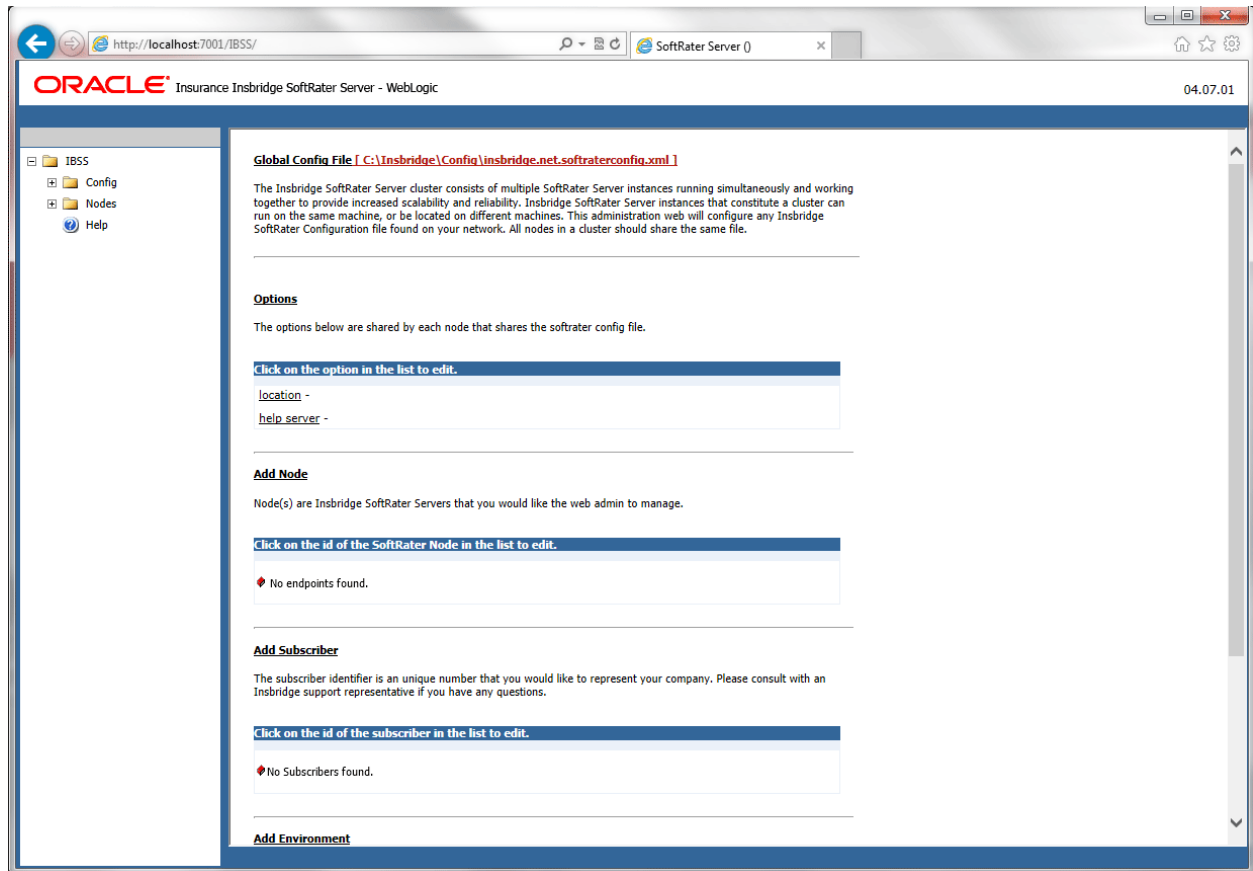 http://localhost:7001/IBSS/
SoftRater Server ()
ORACLE® Insurance Insbridge SoftRater Server - WebLogic
04.07.01
IBSS
Config
Nodes
Help
Global Config File [ C:\Insbridge\Config\insbridge.net.softraterconfig.xml ]
The Insbridge SoftRater Server cluster consists of multiple SoftRater Server instances running simultaneously and working
together to provide increased scalability and reliability. Insbridge SoftRater Server instances that constitute a cluster can
run on the same machine, or be located on different machines. This administration web will configure any Insbridge
SoftRater Configuration file found on your network. All nodes in a cluster should share the same file.
Options
The options below are shared by each node that shares the softrater config file.
Click on the option in the list to edit.
location -
help server -
Add Node
Node(s) are Insbridge SoftRater Servers that you would like the web admin to manage.
Click on the id of the SoftRater Node in the list to edit.
No endpoints found.
Add Subscriber
The subscriber identifier is an unique number that you would like to represent your company. Please consult with an
Insbridge support representative if you have any questions.
Click on the id of the subscriber in the list to edit.
No Subscribers found.
Add Environment